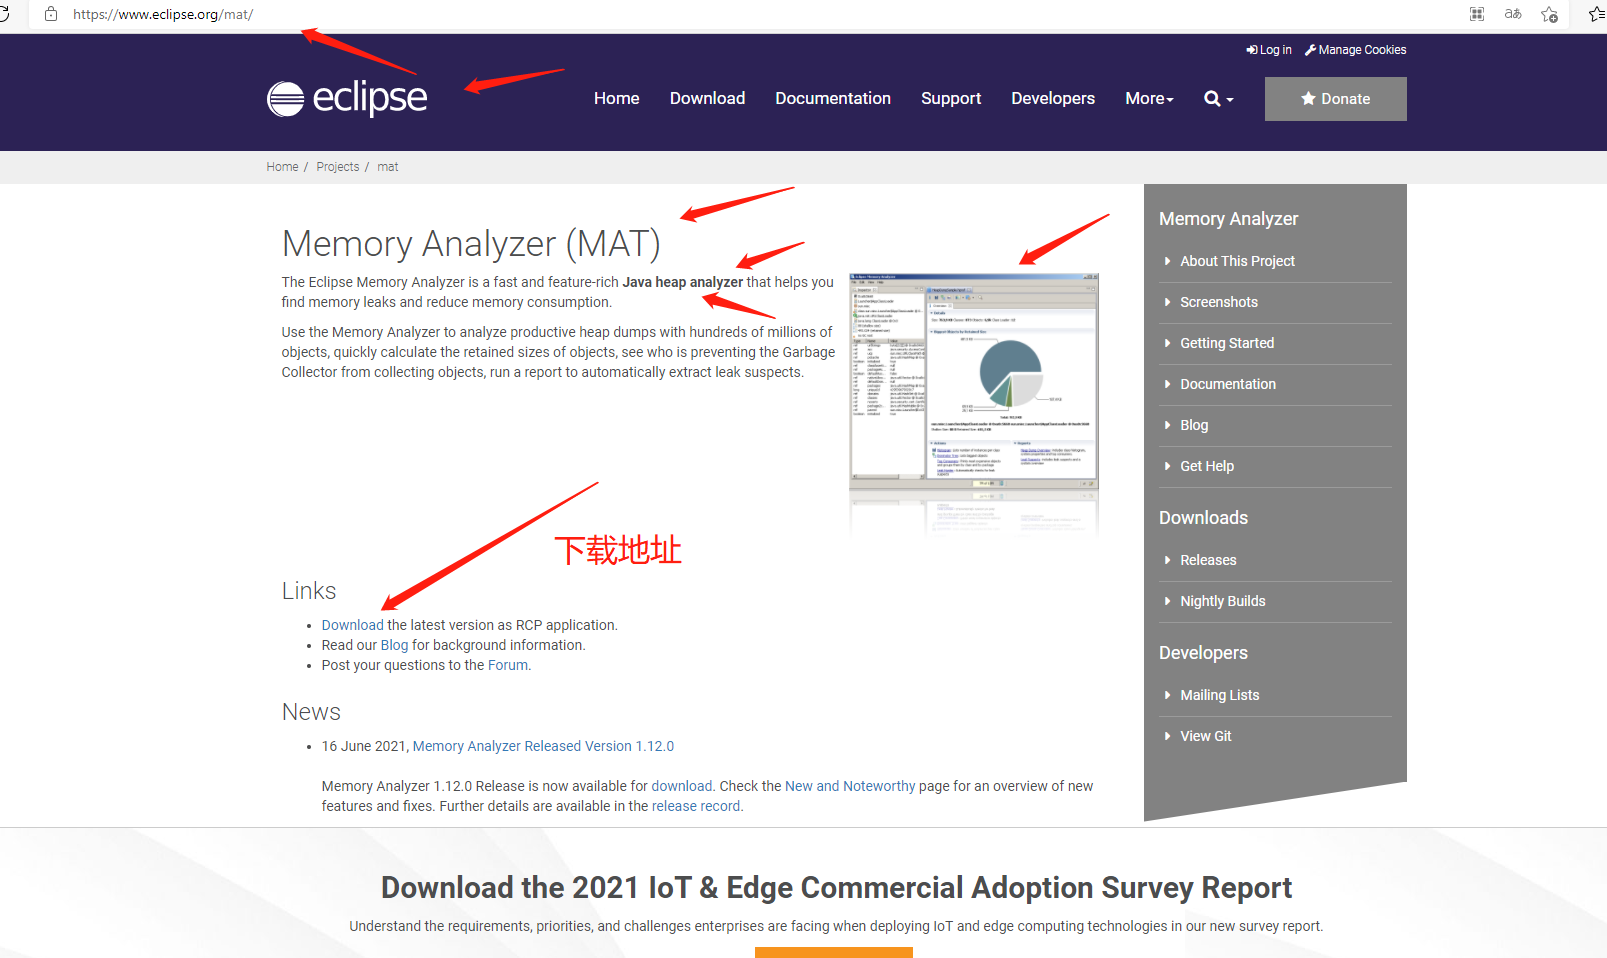 https://www.eclipse.org/mat/
Log in Manage Cookies
eclipse Home Download Documentation Support Developers More Donate
Home / Projects / mat
Memory Analyzer (MAT)
The Eclipse Memory Analyzer is a fast and feature-rich Java heap analyzer that helps you
find memory leaks and reduce memory consumption.
Use the Memory Analyzer to analyze productive heap dumps with hundreds of millions of
objects, quickly calculate the retained sizes of objects, see who is preventing the Garbage
Collector from collecting objects, run a report to automatically extract leak suspects.
下载地址
Links
Download the latest version as RCP application.
Read our Blog for background information.
Post your questions to the Forum.
News
16 June 2021, Memory Analyzer Released Version 1.12.0
Memory Analyzer 1.12.0 Release is now available for download. Check the New and Noteworthy page for an overview of new
features and fixes. Further details are available in the release record.
Memory Analyzer
About This Project
Screenshots
Getting Started
Documentation
Blog
Get Help
Downloads
Releases
Nightly Builds
Developers
Mailing Lists
View Git
Download the 2021 IoT & Edge Commercial Adoption Survey Report
Understand the requirements, priorities, and challenges enterprises are facing when deploying IoT and edge computing technologies in our new survey report.